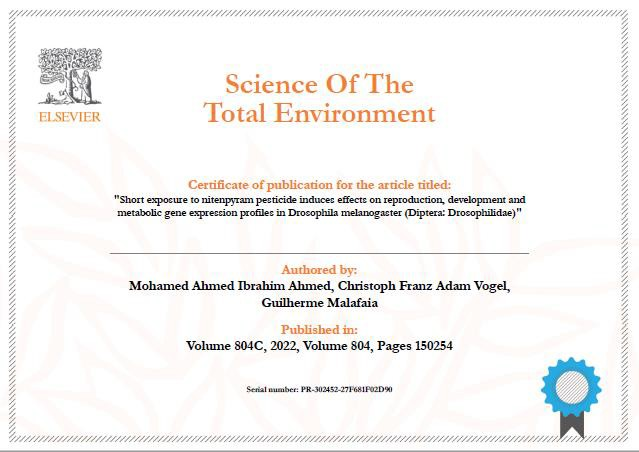 Science Of The
Total Environment
ELSEVIER
Certificate of publication for the article titled:
"Short exposure to nitenpyram pesticide induces effects on reproduction, development and
metabolic gene expression profiles in Drosophila melanogaster (Diptera: Drosophilidae)"
Authored by:
Mohamed Ahmed Ibrahim Ahmed, Christoph Franz Adam Vogel,
Guilherme Malafaia
Published in:
Volume 804C, 2022, Volume 804, Pages 150254
Serial number: PR-302452-27F681F02D90